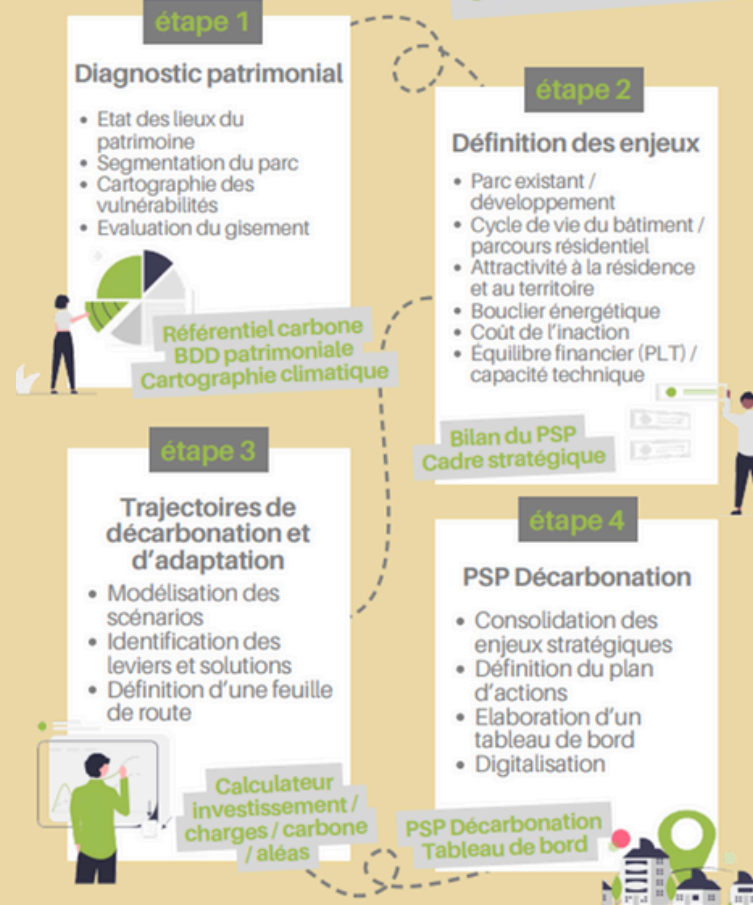 étape 1
Diagnostic patrimonial
• Etat des lieux du
patrimoine
• Segmentation du parc
• Cartographie des
vulnérabilités
• Evaluation du gisement
Référentiel carbone
BDD patrimoniale
Cartographie climatique
étape 2
Définition des enjeux
• Parc existant /
développement
• Cycle de vie du bâtiment /
parcours résidentiel
• Attractivité à la résidence
et au territoire
• Bouclier énergétique
• Coût de l'inaction
• Équilibre financier (PLT) /
capacité technique
Bilan du PSP
Cadre stratégique
étape 3
Trajectoires de
décarbonation et
d'adaptation
• Modélisation des
scénarios
• Identification des
leviers et solutions
• Définition d'une feuille
de route
Calculateur
investissement /
charges / carbone
/ aléas
étape 4
PSP Décarbonation
• Consolidation des
enjeux stratégiques
• Définition du plan
d'actions
• Elaboration d'un
tableau de bord
• Digitalisation
PSP Décarbonation
Tableau de bord